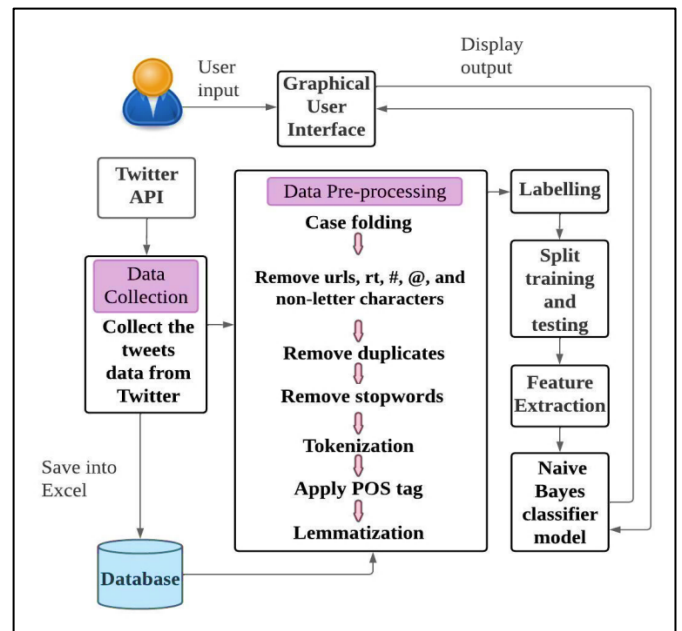 User
input
Graphical
User
Interface
Display
output
Twitter
API
Data
Collection
Collect the
tweets
data from
Twitter
Save into
Excel
Database
Data Pre-processing
Case folding
Remove urls, rt, #, @, and
non-letter characters
Remove duplicates
Remove stopwords
Tokenization
Apply POS tag
Lemmatization
Labelling
Split
training
and
testing
Feature
Extraction
Naive
Bayes
classifier
model